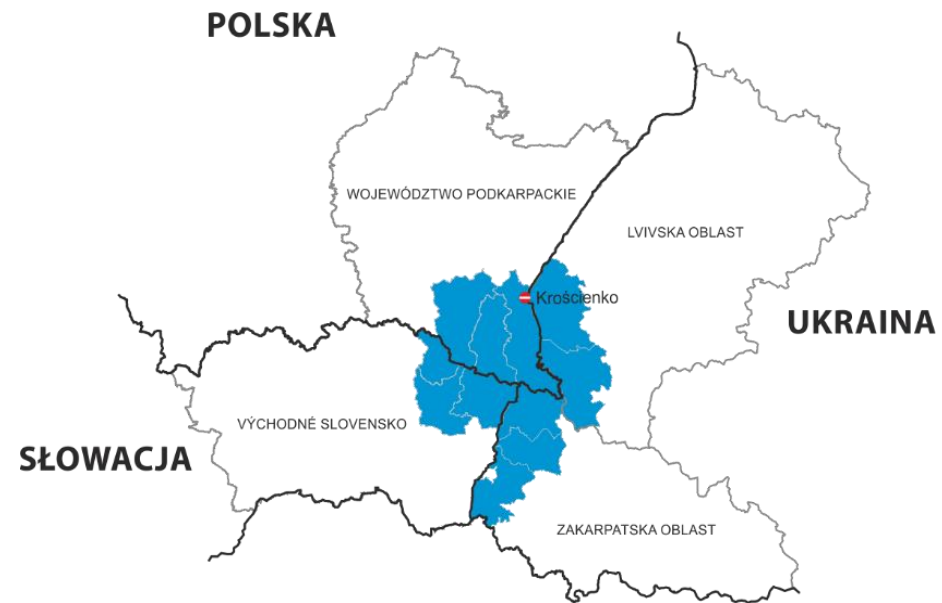 POLSKA
WOJEWÓDZTWO PODKARPACKIE
LVIVSKA OBLAST
Krościenko
UKRAINA
VÝCHODNÉ SLOVENSKO
SŁOWACJA
ZAKARPATSKA OBLAST